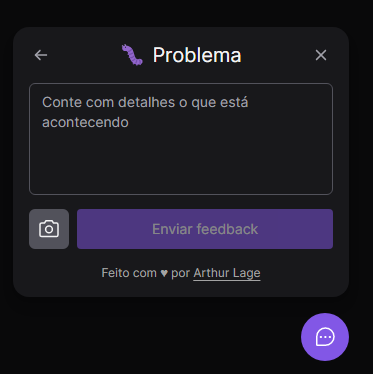 Problema
Conte com detalhes o que está
acontecendo
Enviar feedback
Feito com ♥ por Arthur Lage